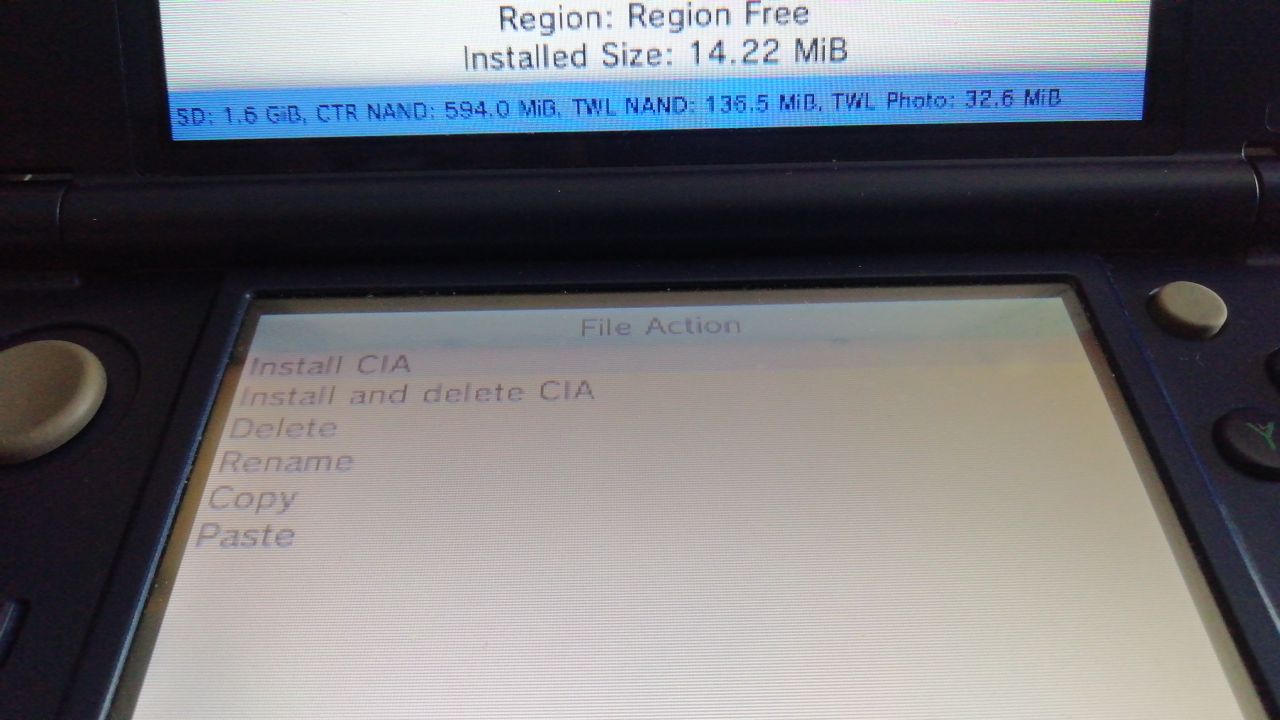 Region: Region Free
Installed Size: 14.22 MiB
SD: 1.6 GiB, CTR NAND: 594.0 MiB, TWL NAND: 136.5 MiB, TWL Photo: 32.6 MiB
File Action
Install CIA
Install and delete CIA
Delete
Rename
Copy
Paste
Y